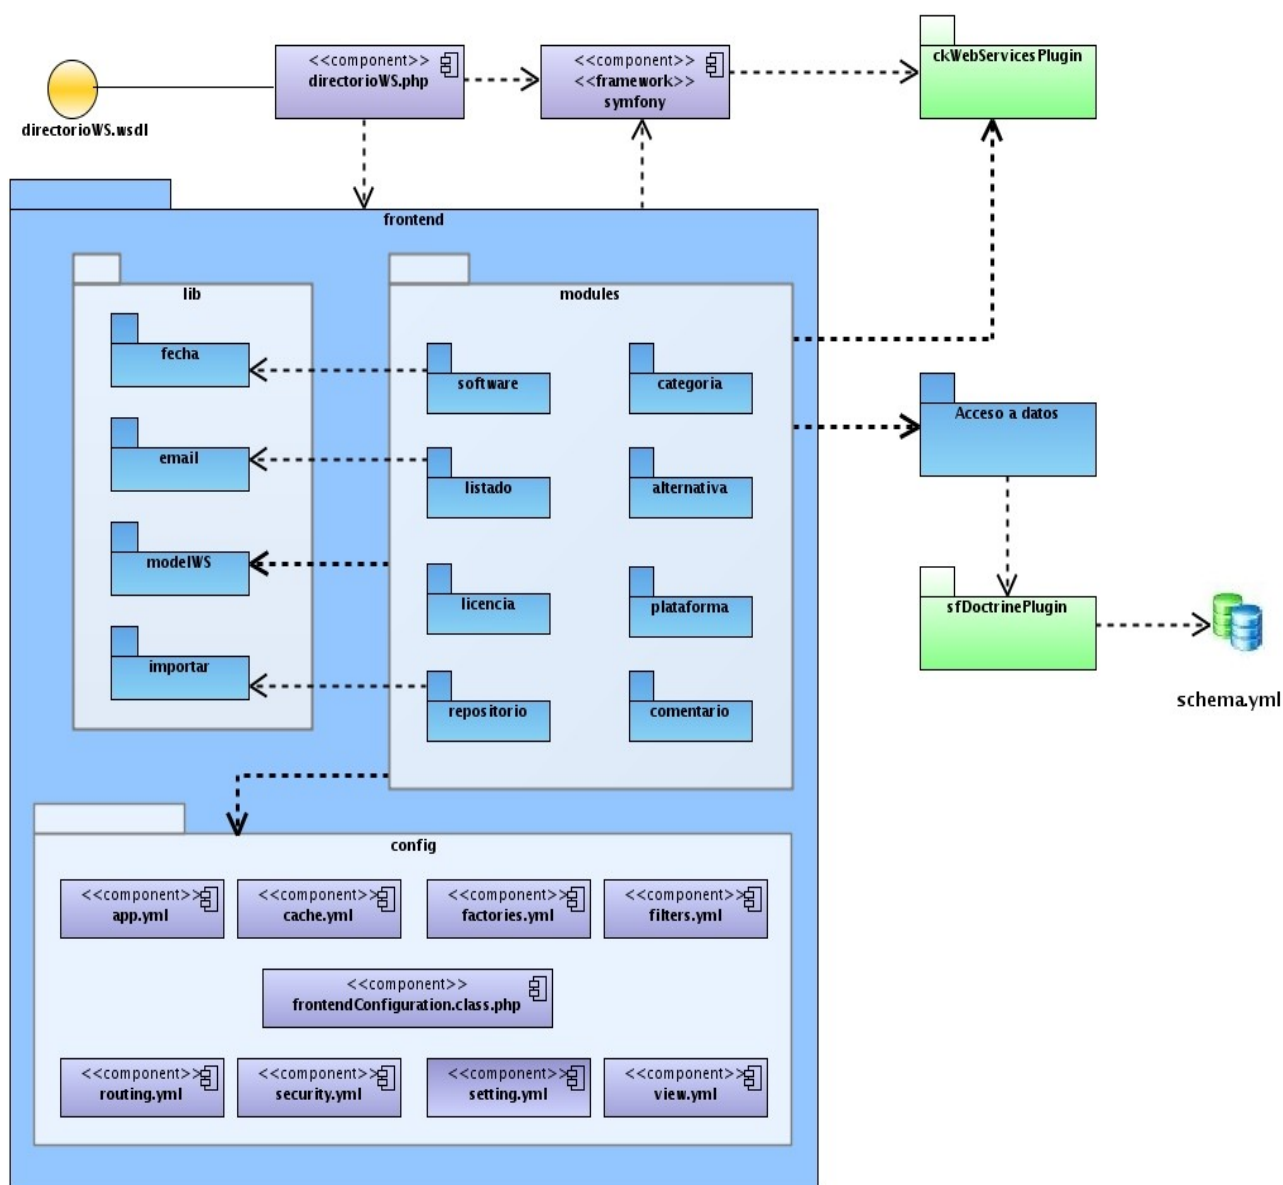 <<component>>
directorioWS.php
<<component>>
<<framework>>
symfony
ckWebServicesPlugin
directorioWS.wsdl
frontend
lib
modules
fecha
software
categoria
Acceso a datos
email
listado
alternativa
modelWS
licencia
plataforma
sfDoctrinePlugin
importar
repositorio
comentario
schema.yml
config
<<component>>
app.yml
<<component>>
cache.yml
<<component>>
factories.yml
<<component>>
filters.yml
<<component>>
frontendConfiguration.class.php
<<component>>
routing.yml
<<component>>
security.yml
<<component>>
setting.yml
<<component>>
view.yml